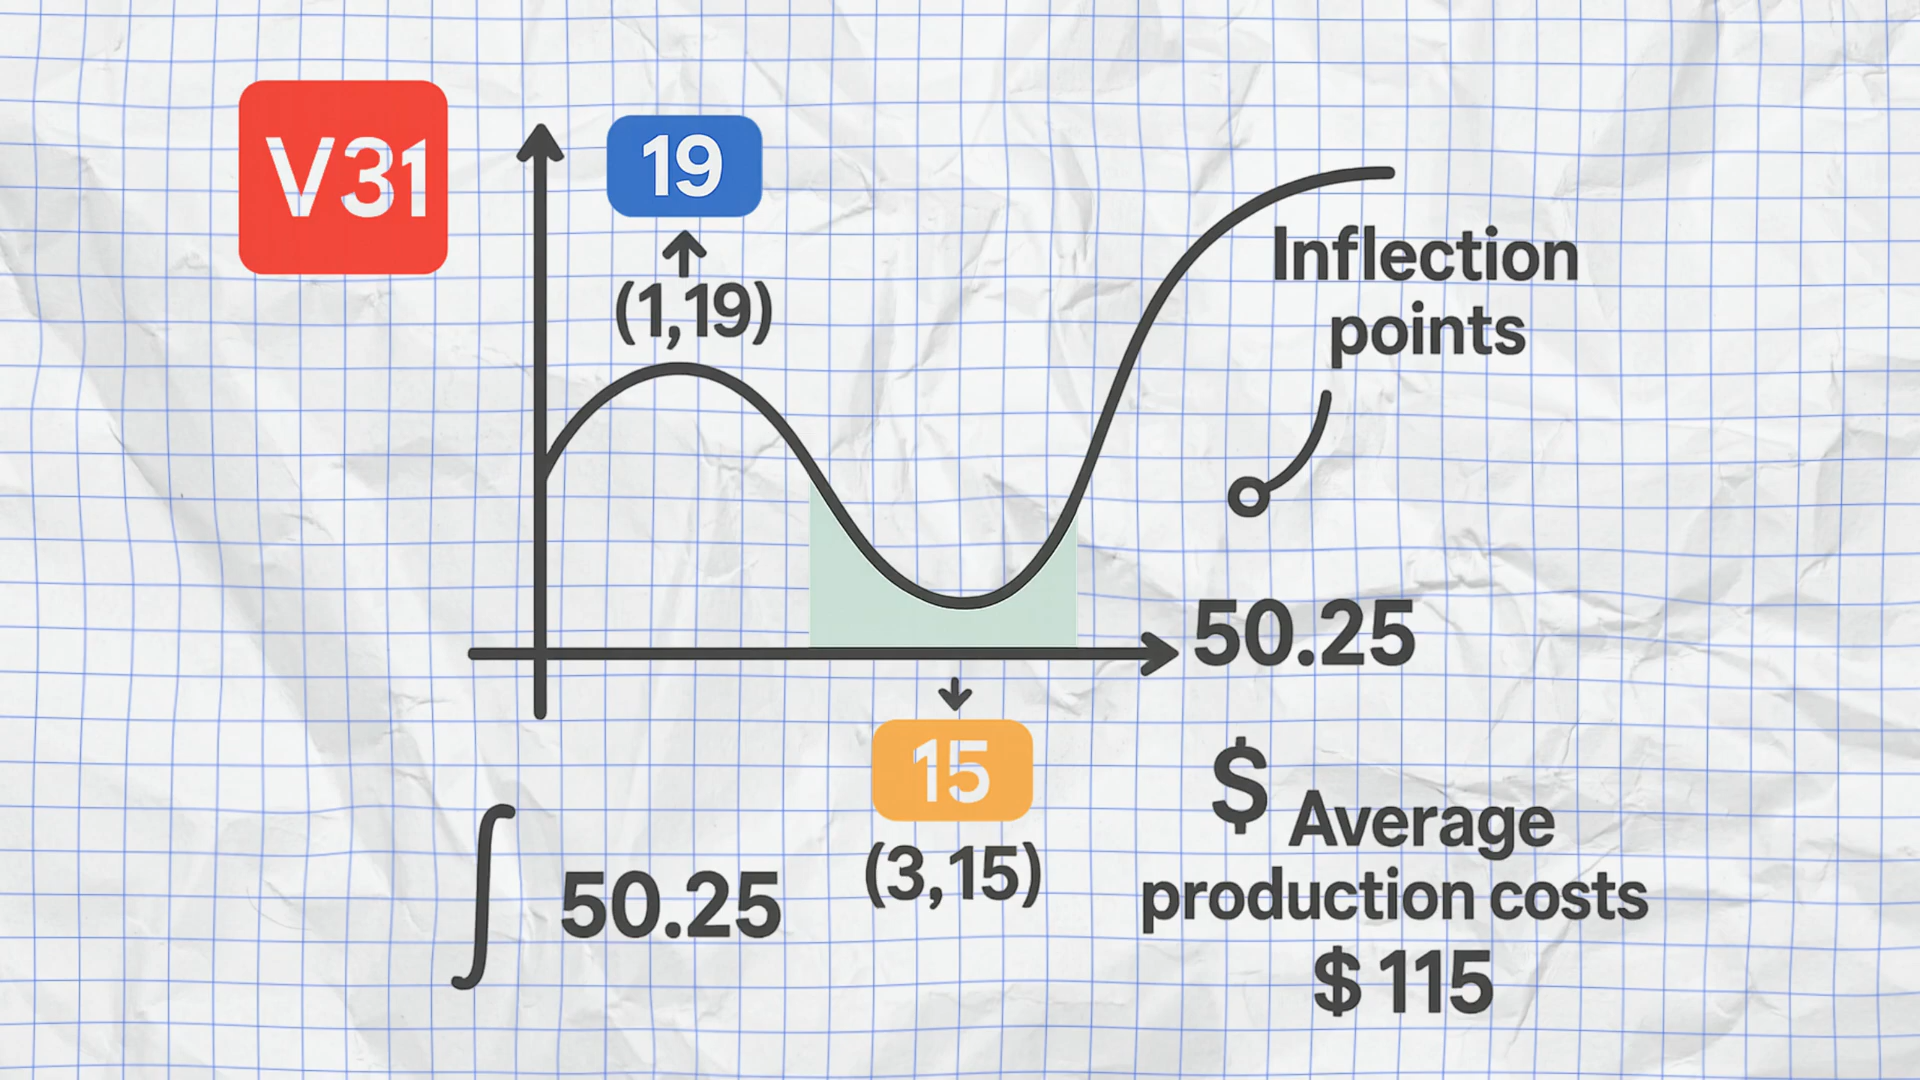 V31
19
(1,19)
Inflection
points
50.25
15
(3,15)
∫ 50.25
$ Average
production costs
$ 115